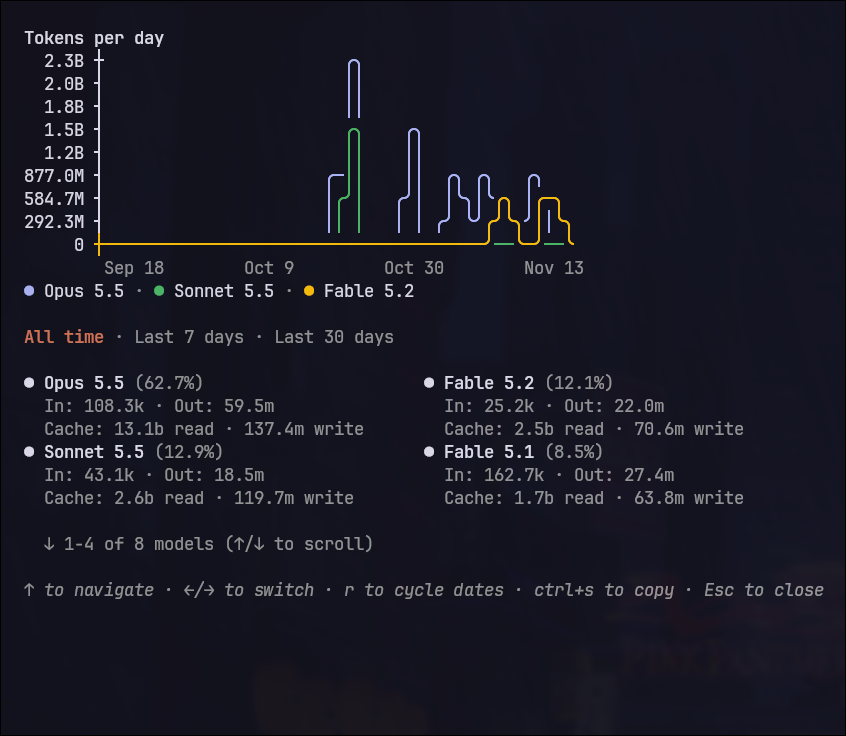 Tokens per day
2.3B
2.0B
1.8B
1.5B
1.2B
877.0M
584.7M
292.3M
0
Sep 18 Oct 9 Oct 30 Nov 13
● Opus 5.5 · ● Sonnet 5.5 · ● Fable 5.2
All time · Last 7 days · Last 30 days
● Opus 5.5 (62.7%)
In: 108.3k · Out: 59.5m
Cache: 13.1b read · 137.4m write
● Sonnet 5.5 (12.9%)
In: 43.1k · Out: 18.5m
Cache: 2.6b read · 119.7m write
● Fable 5.2 (12.1%)
In: 25.2k · Out: 22.0m
Cache: 2.5b read · 70.6m write
● Fable 5.1 (8.5%)
In: 162.7k · Out: 27.4m
Cache: 1.7b read · 63.8m write
↓ 1-4 of 8 models (↑/↓ to scroll)
↑ to navigate · ←/→ to switch · r to cycle dates · ctrl+s to copy · Esc to close